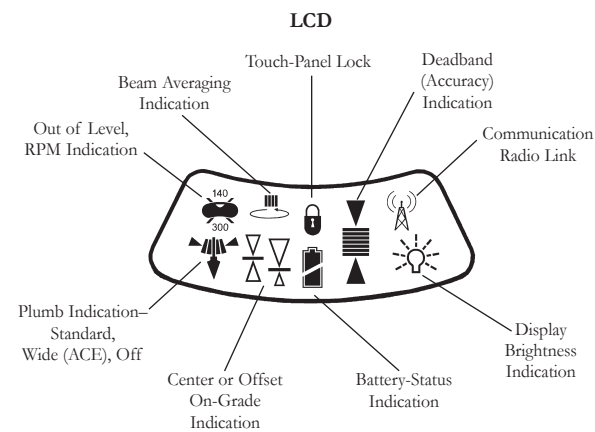 LCD
Touch-Panel Lock
Deadband
(Accuracy)
Indication
Beam Averaging
Indication
Out of Level,
RPM Indication
Communication
Radio Link
140
300
Plumb Indication–
Standard,
Wide (ACE), Off
Center or Offset
On-Grade
Indication
Battery-Status
Indication
Display
Brightness
Indication